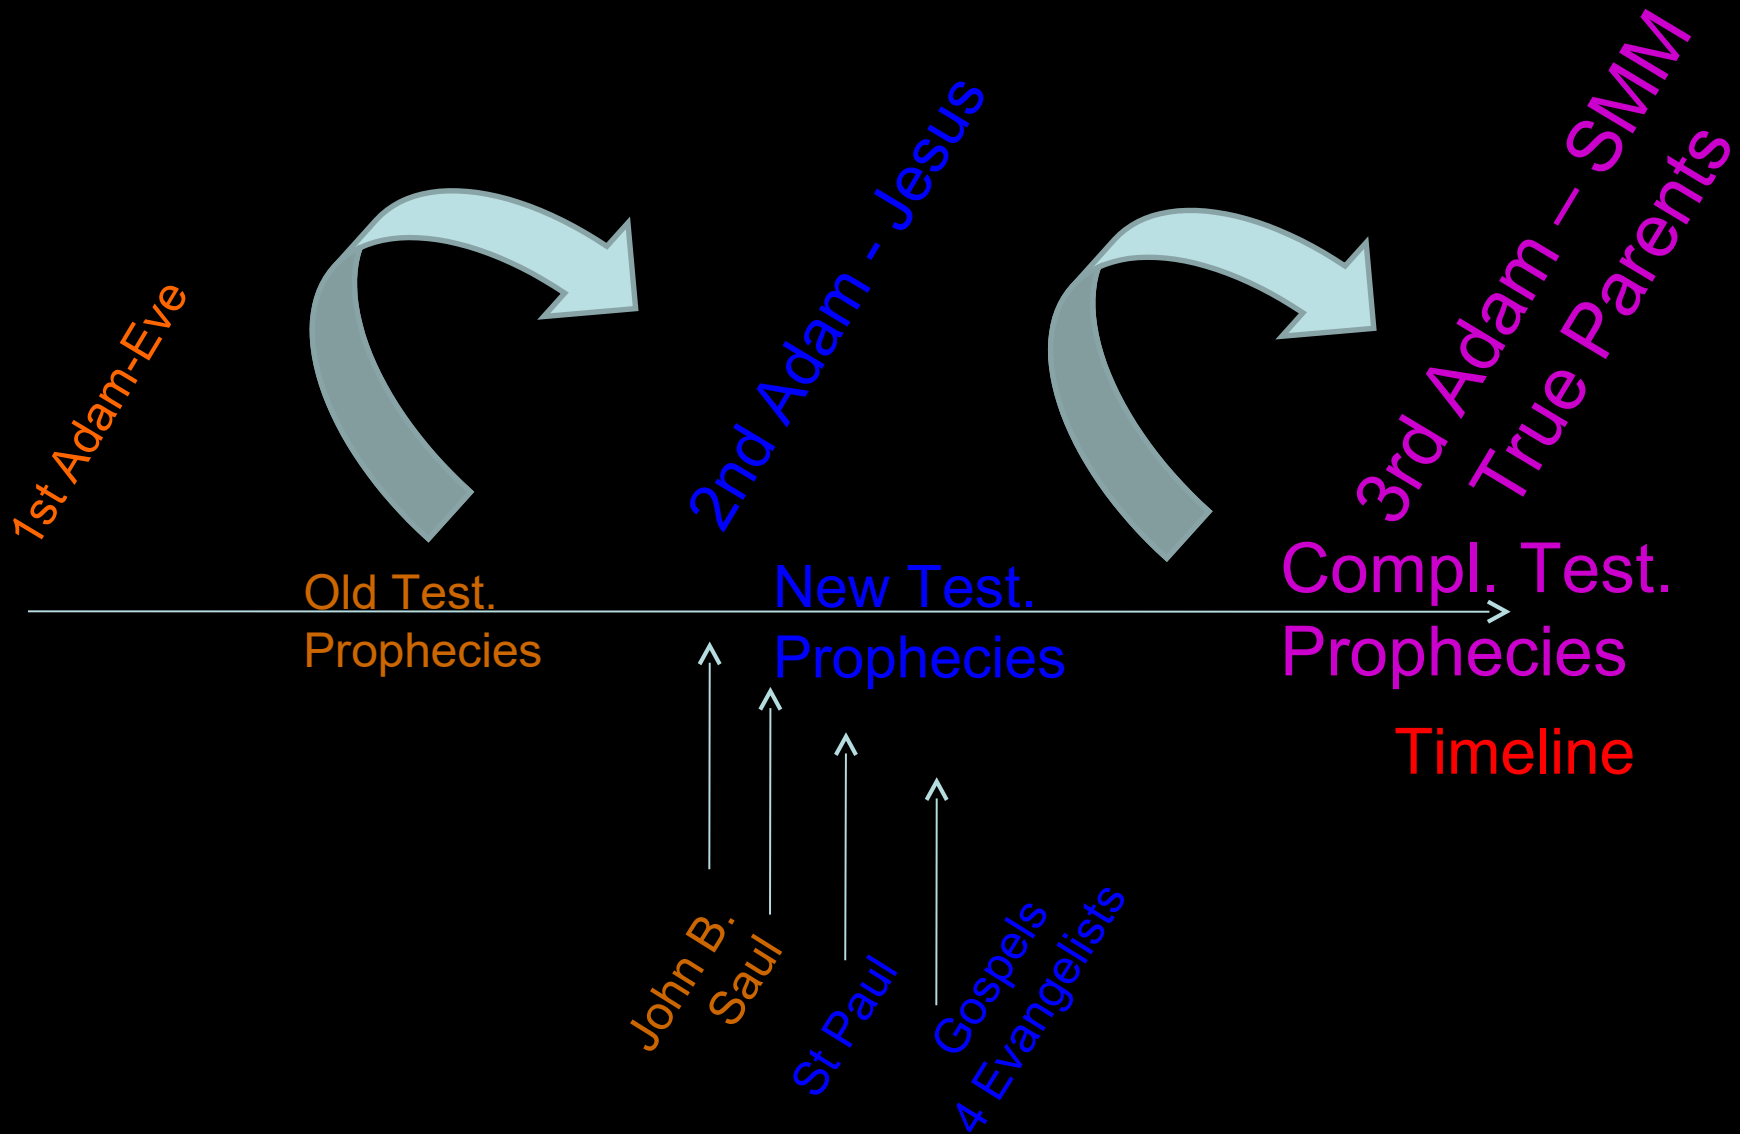 1st Adam-Eve
2nd Adam - Jesus
3rd Adam – SMM
True Parents
Old Test.
Prophecies
New Test.
Prophecies
Compl. Test.
Prophecies
Timeline
John B.
Saul
St Paul
Gospels
4 Evangelists